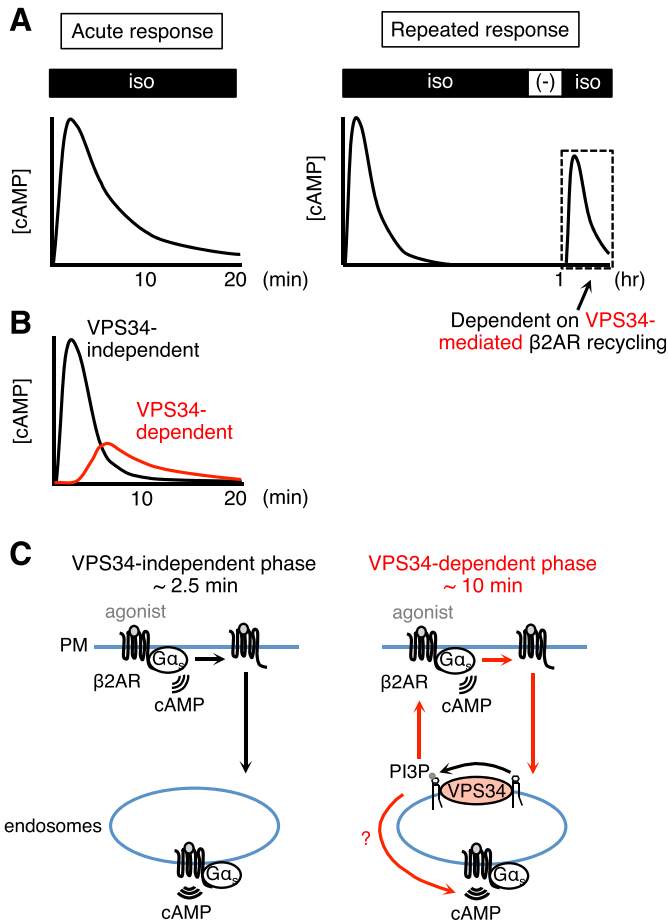 A
Acute response
Repeated response
iso
iso
(-)
iso
[cAMP]
10
20
(min)
[cAMP]
1
(hr)
Dependent on VPS34-
mediated β2AR recycling
B
VPS34-
independent
VPS34-
dependent
[cAMP]
10
20
(min)
C
VPS34-independent phase
~ 2.5 min
agonist
PM
Gαs
β2AR
cAMP
endosomes
Gαs
cAMP
VPS34-dependent phase
~ 10 min
agonist
Gαs
β2AR
cAMP
PI3P
VPS34
?
Gαs
cAMP